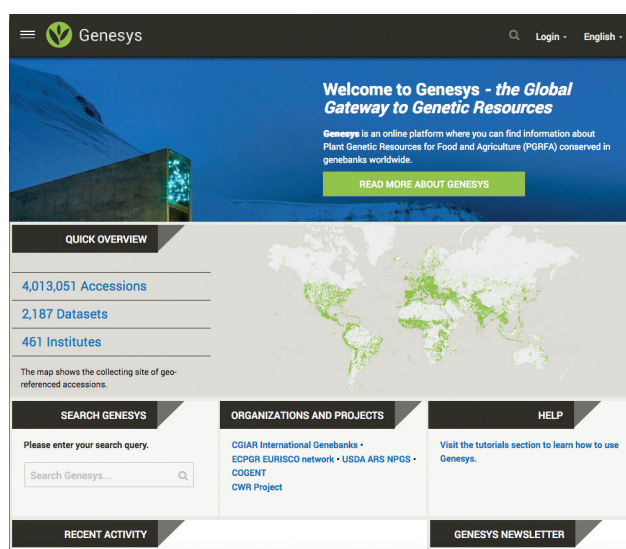 Genesys
Login -
English -
Welcome to Genesys - the Global
Gateway to Genetic Resources
Genesys is an online platform where you can find information about
Plant Genetic Resources for Food and Agriculture (PGRFA) conserved in
genebanks worldwide.
READ MORE ABOUT GENESYS
QUICK OVERVIEW
4,013,051 Accessions
2,187 Datasets
461 Institutes
The map shows the collecting site of geo-
referenced accessions.
SEARCH GENESYS
Please enter your search query.
Search Genesys...
ORGANIZATIONS AND PROJECTS
CGIAR International Genebanks •
ECPGR EURISCO network • USDA ARS NPGS •
COGENT
CWR Project
HELP
Visit the tutorials section to learn how to use
Genesys.
RECENT ACTIVITY
GENESYS NEWSLETTER